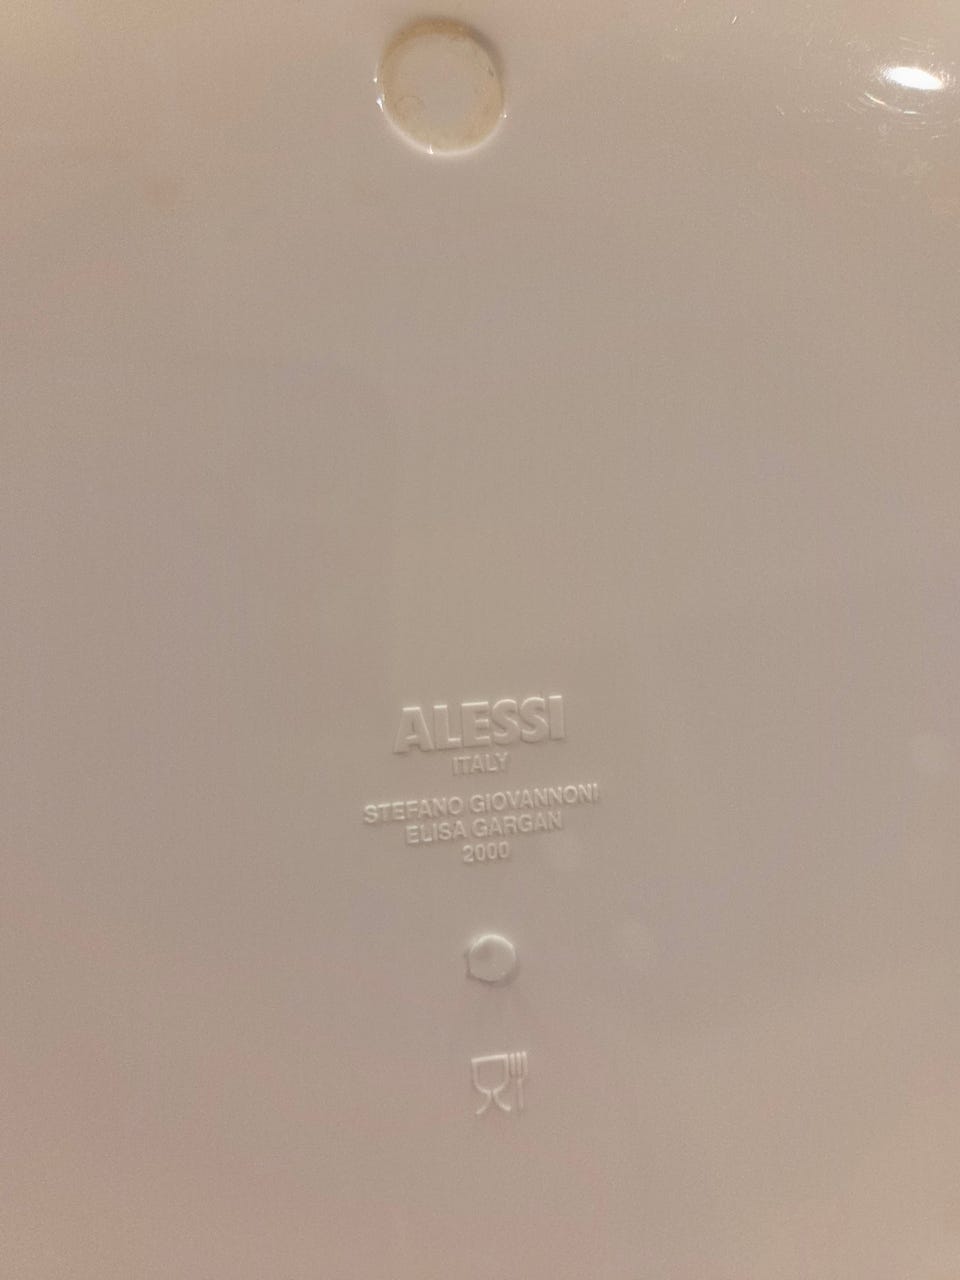 ALESSI
ITALY
STEFANO GIOVANNONI
ELISA GARGAN
2000